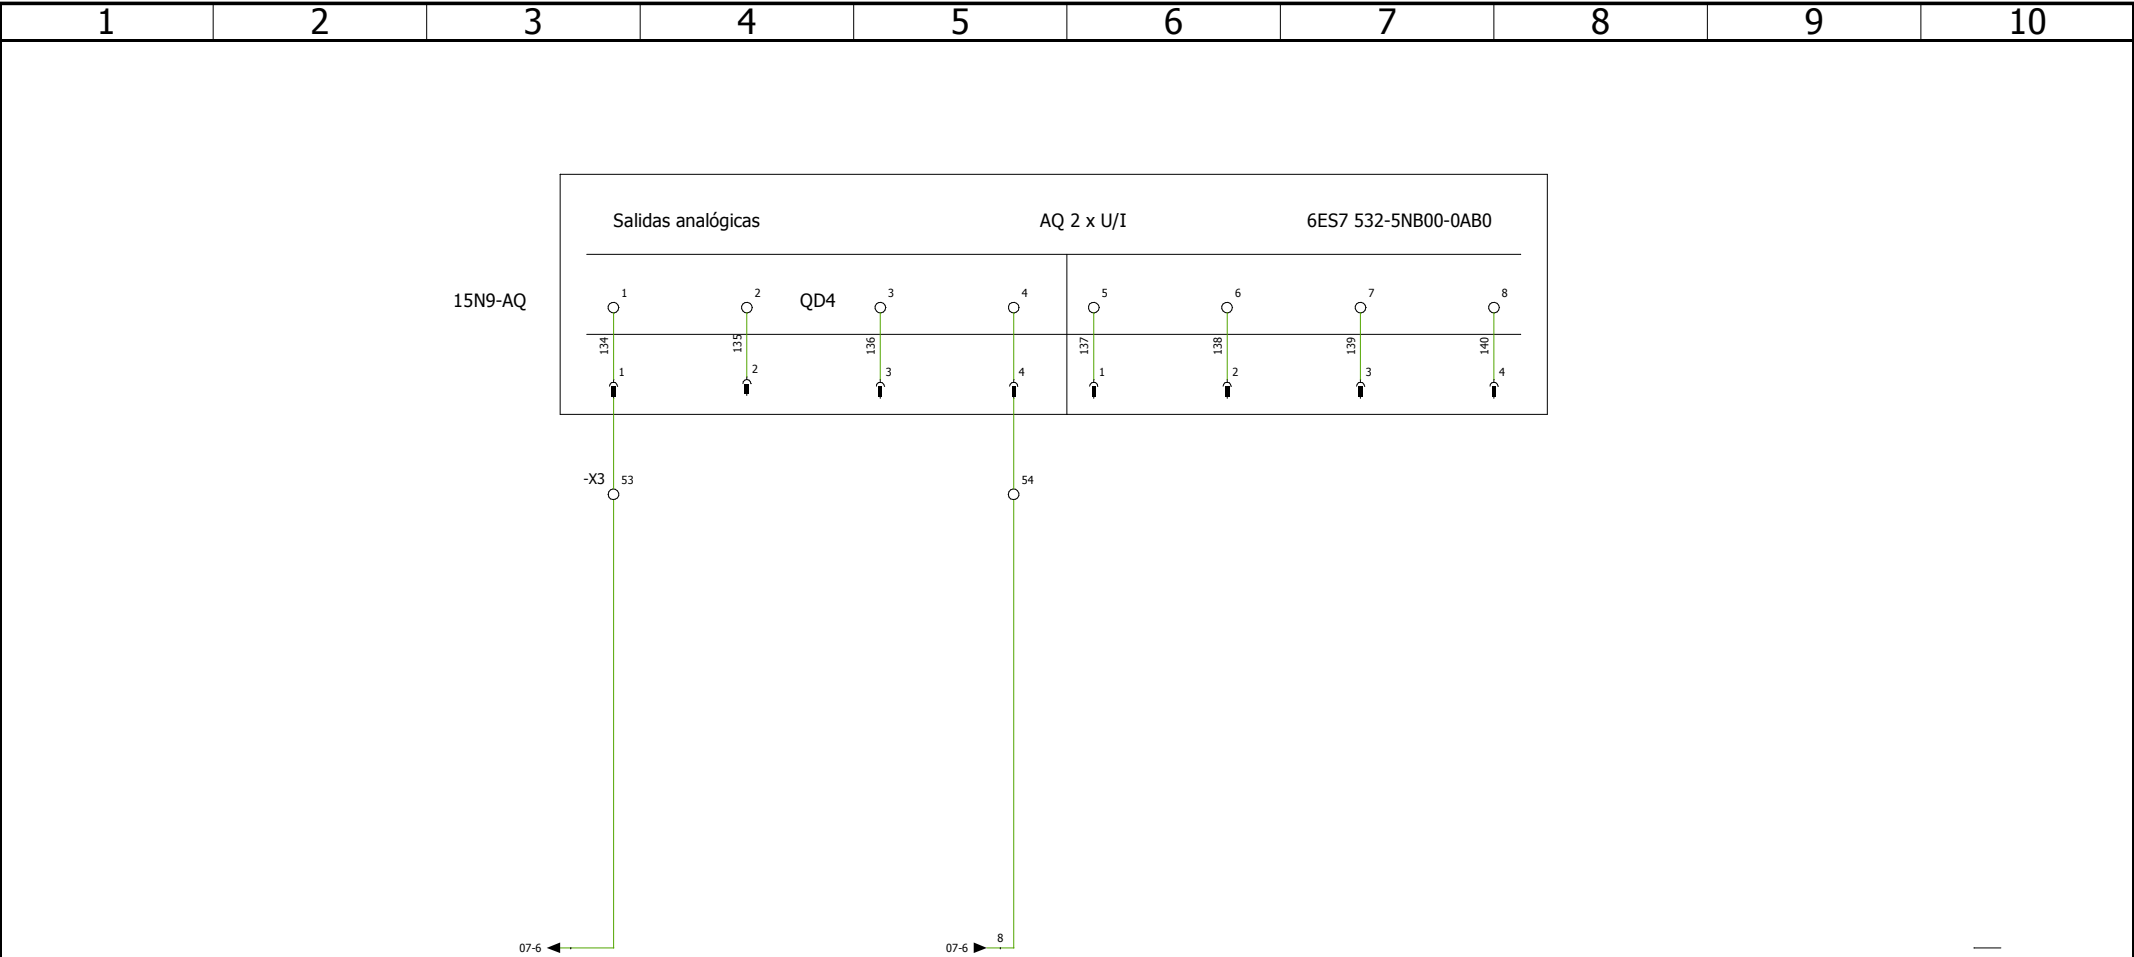 1 2 3 4 5 6 7 8 9 10
Salidas analógicas AQ 2 x U/I 6ES7 532-5NB00-0AB0
15N9-AQ 1 2 QD4 3 4 5 6 7 8
134 135 136 137 138 139 140
1 2 3 4 1 2 3 4
-X3 53 54
07-6 07-6 8